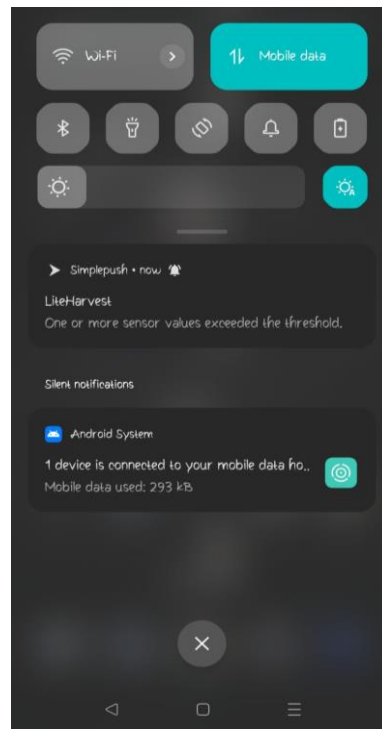 Wi-Fi
Mobile data
Simplepush • now
LiteHarvest
One or more sensor values exceeded the threshold.
Silent notifications
Android System
1 device is connected to your mobile data ho..
Mobile data used: 293 kB